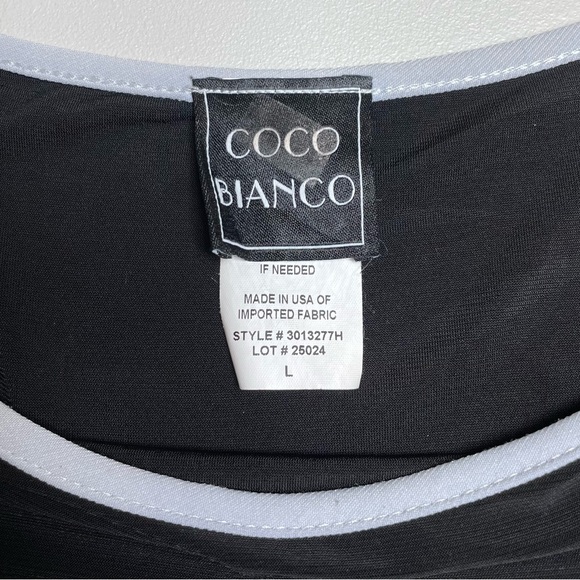 COCO
BIANCO
IF NEEDED
MADE IN USA OF
IMPORTED FABRIC
STYLE # 3013277H
LOT # 25024
L